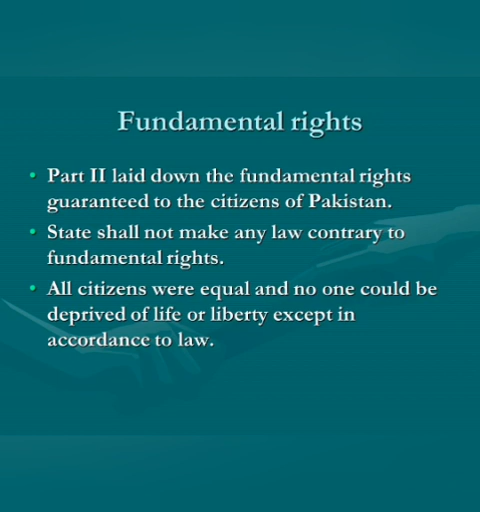 Fundamental rights
• Part II laid down the fundamental rights
guaranteed to the citizens of Pakistan.
• State shall not make any law contrary to
fundamental rights.
• All citizens were equal and no one could be
deprived of life or liberty except in
accordance to law.